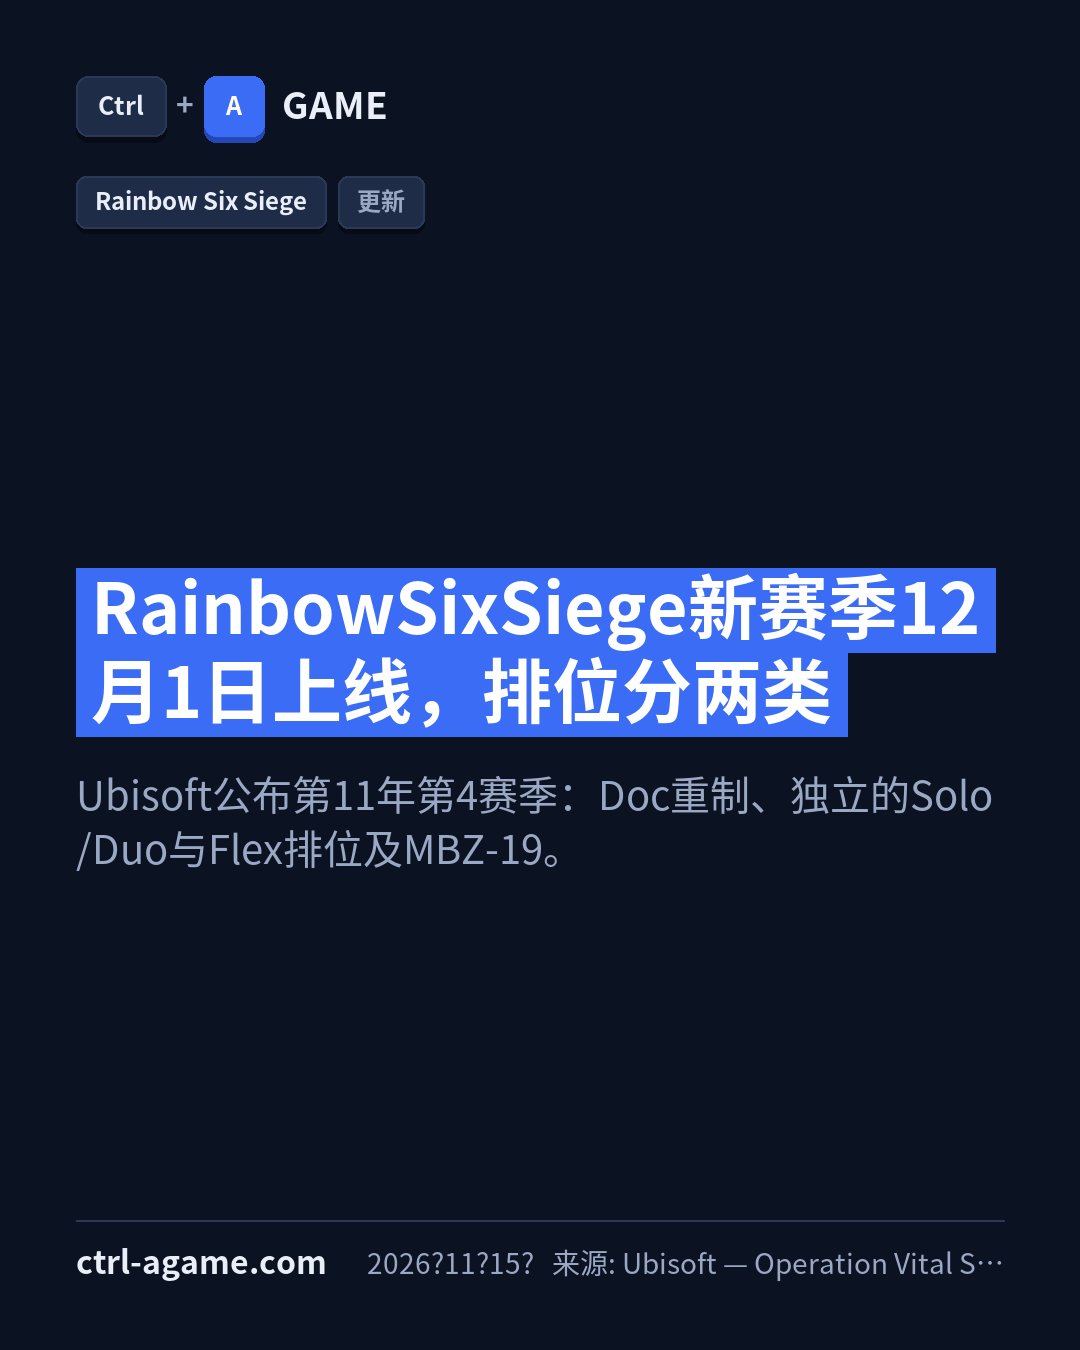 Ctrl + A GAME
Rainbow Six Siege 更新
RainbowSixSiege新赛季12
月1日上线，排位分两类
Ubisoft公布第11年第4赛季：Doc重制、独立的Solo
/Duo与Flex排位及MBZ-19。
ctrl-agame.com 2026?11?15? 来源: Ubisoft — Operation Vital S…